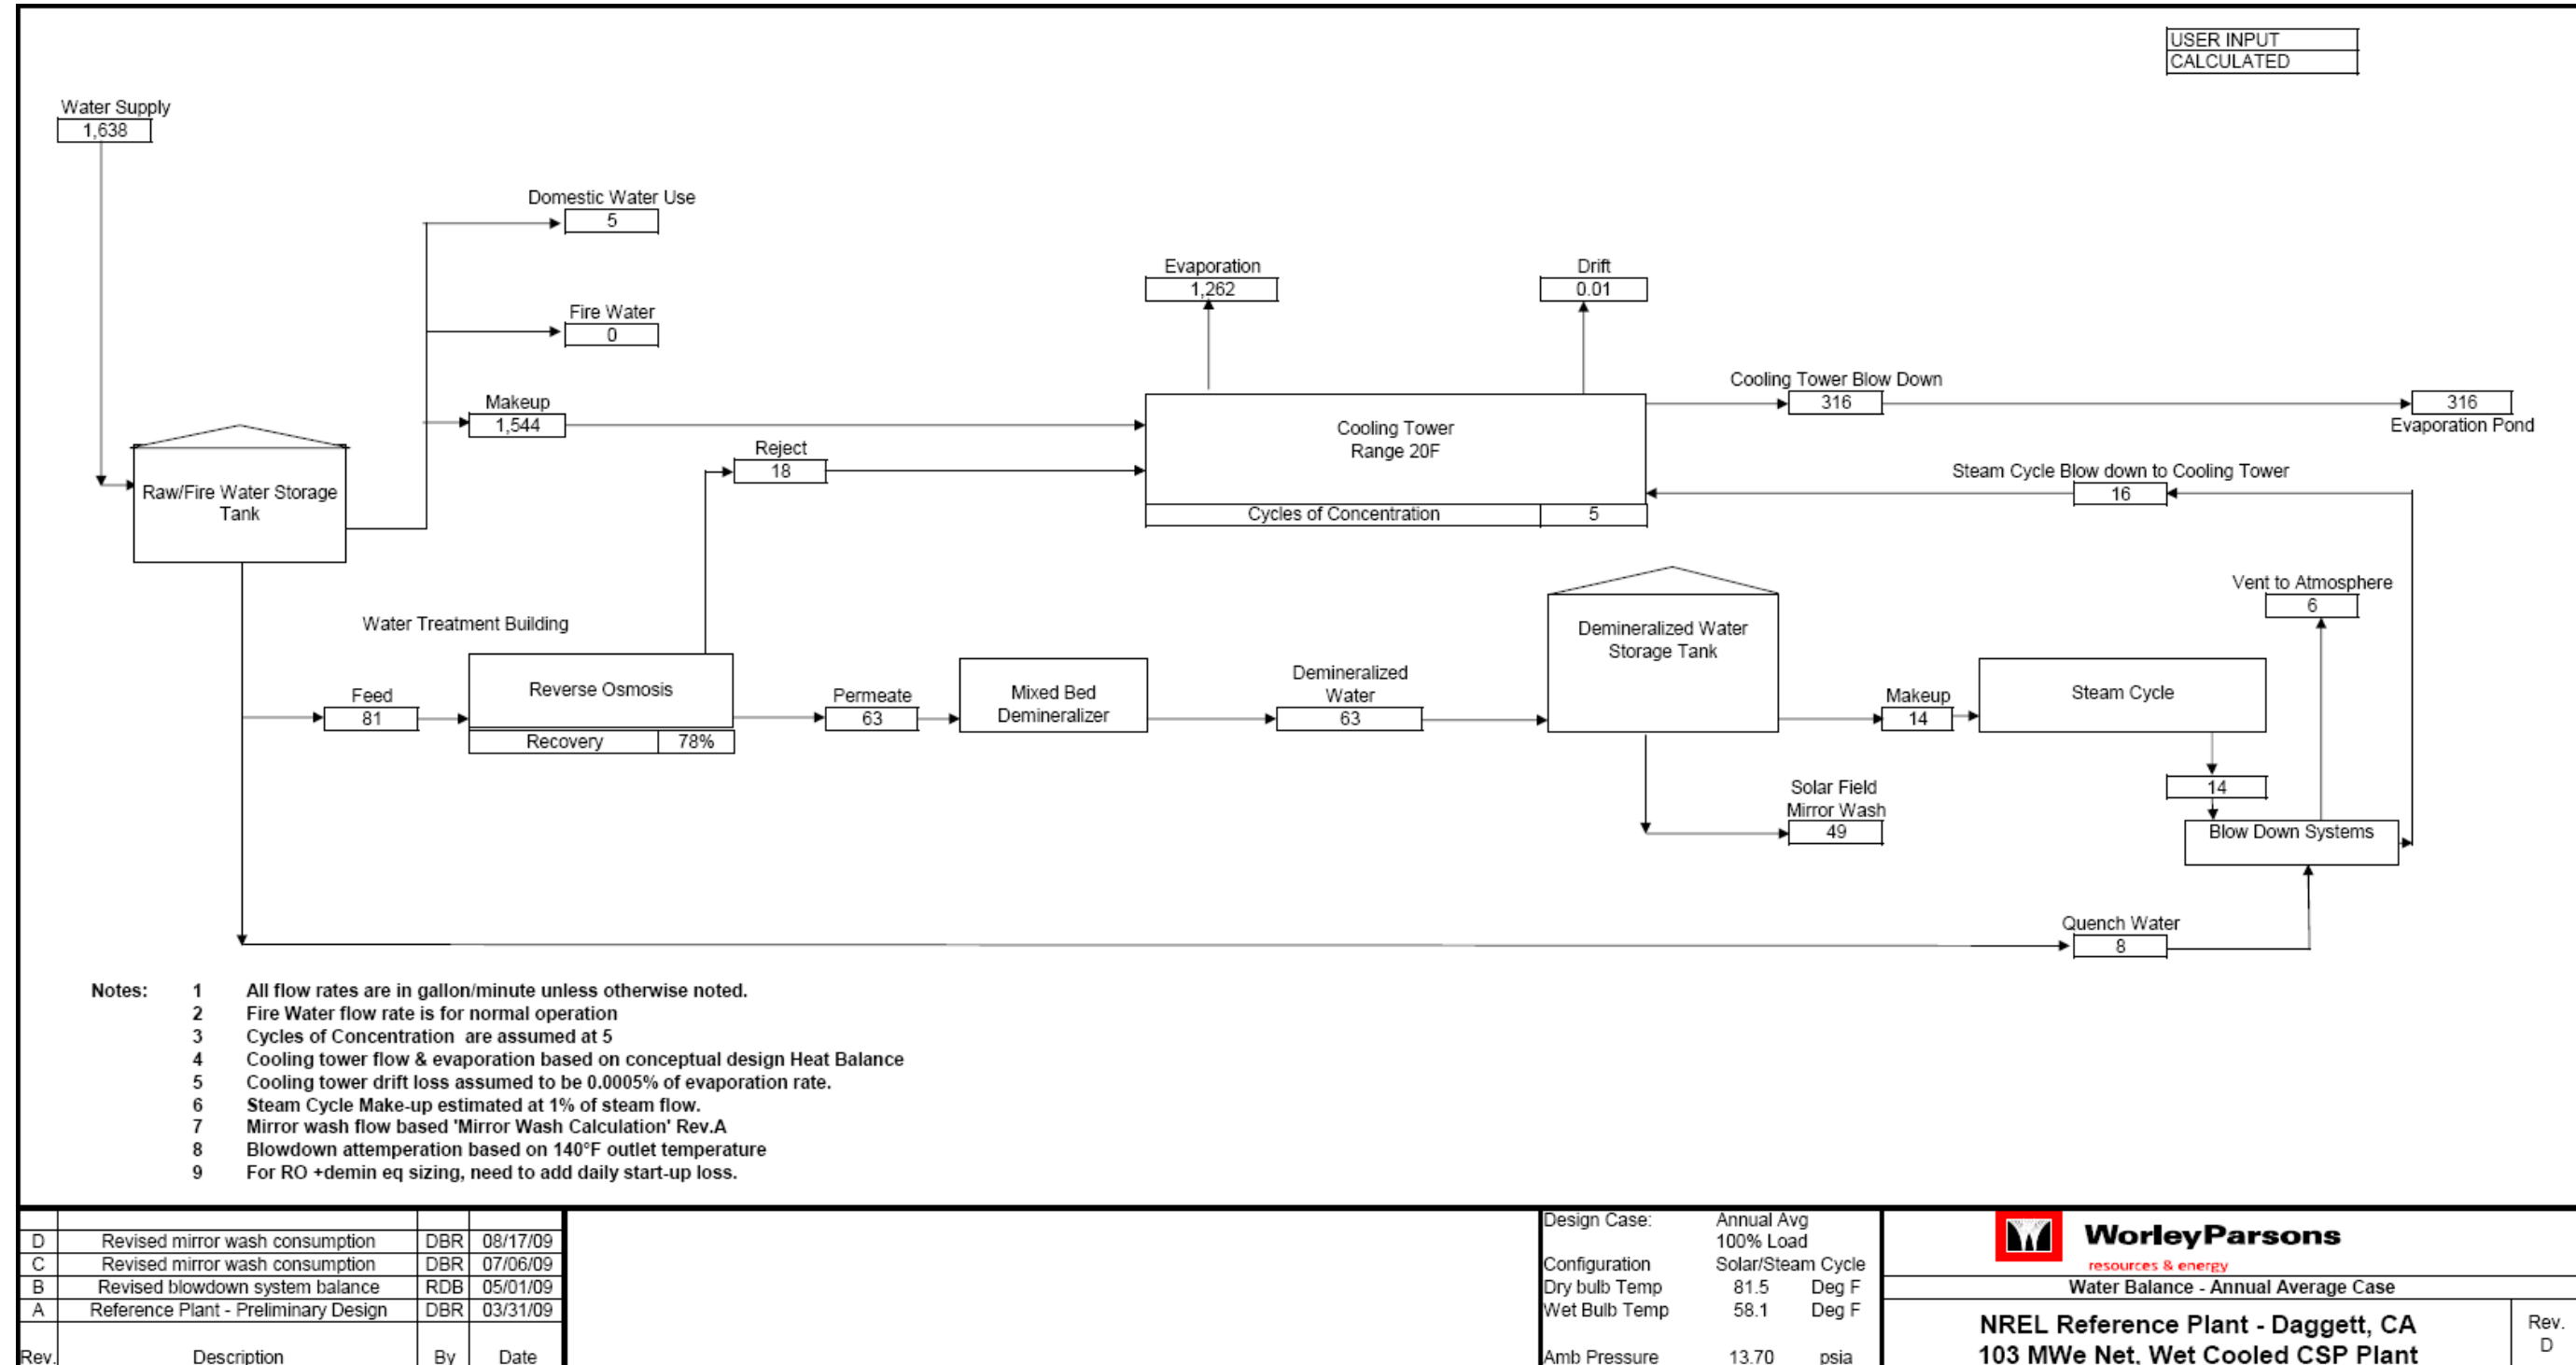 USER INPUT
CALCULATED
Water Supply
1,638
Domestic Water Use
5
Evaporation
1,262
Drift
0.01
Fire Water
0
Cooling Tower Blow Down
316
316
Evaporation Pond
Makeup
1,544
Cooling Tower
Range 20F
Reject
18
Steam Cycle Blow down to Cooling Tower
16
Raw/Fire Water Storage
Tank
Cycles of Concentration 5
Vent to Atmosphere
6
Water Treatment Building
Demineralized Water
Storage Tank
Feed
81
Reverse Osmosis
Recovery 78%
Permeate
63
Mixed Bed
Demineralizer
Demineralized
Water
63
Makeup
14
Steam Cycle
14
Solar Field
Mirror Wash
49
Blow Down Systems
Quench Water
8
Notes:
1 All flow rates are in gallon/minute unless otherwise noted.
2 Fire Water flow rate is for normal operation
3 Cycles of Concentration are assumed at 5
4 Cooling tower flow & evaporation based on conceptual design Heat Balance
5 Cooling tower drift loss assumed to be 0.0005% of evaporation rate.
6 Steam Cycle Make-up estimated at 1% of steam flow.
7 Mirror wash flow based 'Mirror Wash Calculation' Rev.A
8 Blowdown attemperation based on 140°F outlet temperature
9 For RO +demin eq sizing, need to add daily start-up loss.
D Revised mirror wash consumption DBR 08/17/09
C Revised mirror wash consumption DBR 07/06/09
B Revised blowdown system balance RDB 05/01/09
A Reference Plant - Preliminary Design DBR 03/31/09
Rev. Description By Date
Design Case: Annual Avg
100% Load
Configuration Solar/Steam Cycle
Dry bulb Temp 81.5 Deg F
Wet Bulb Temp 58.1 Deg F
Amb Pressure 13.70 psia
WorleyParsons
resources & energy
Water Balance - Annual Average Case
NREL Reference Plant - Daggett, CA
103 MWe Net, Wet Cooled CSP Plant
Rev.
D